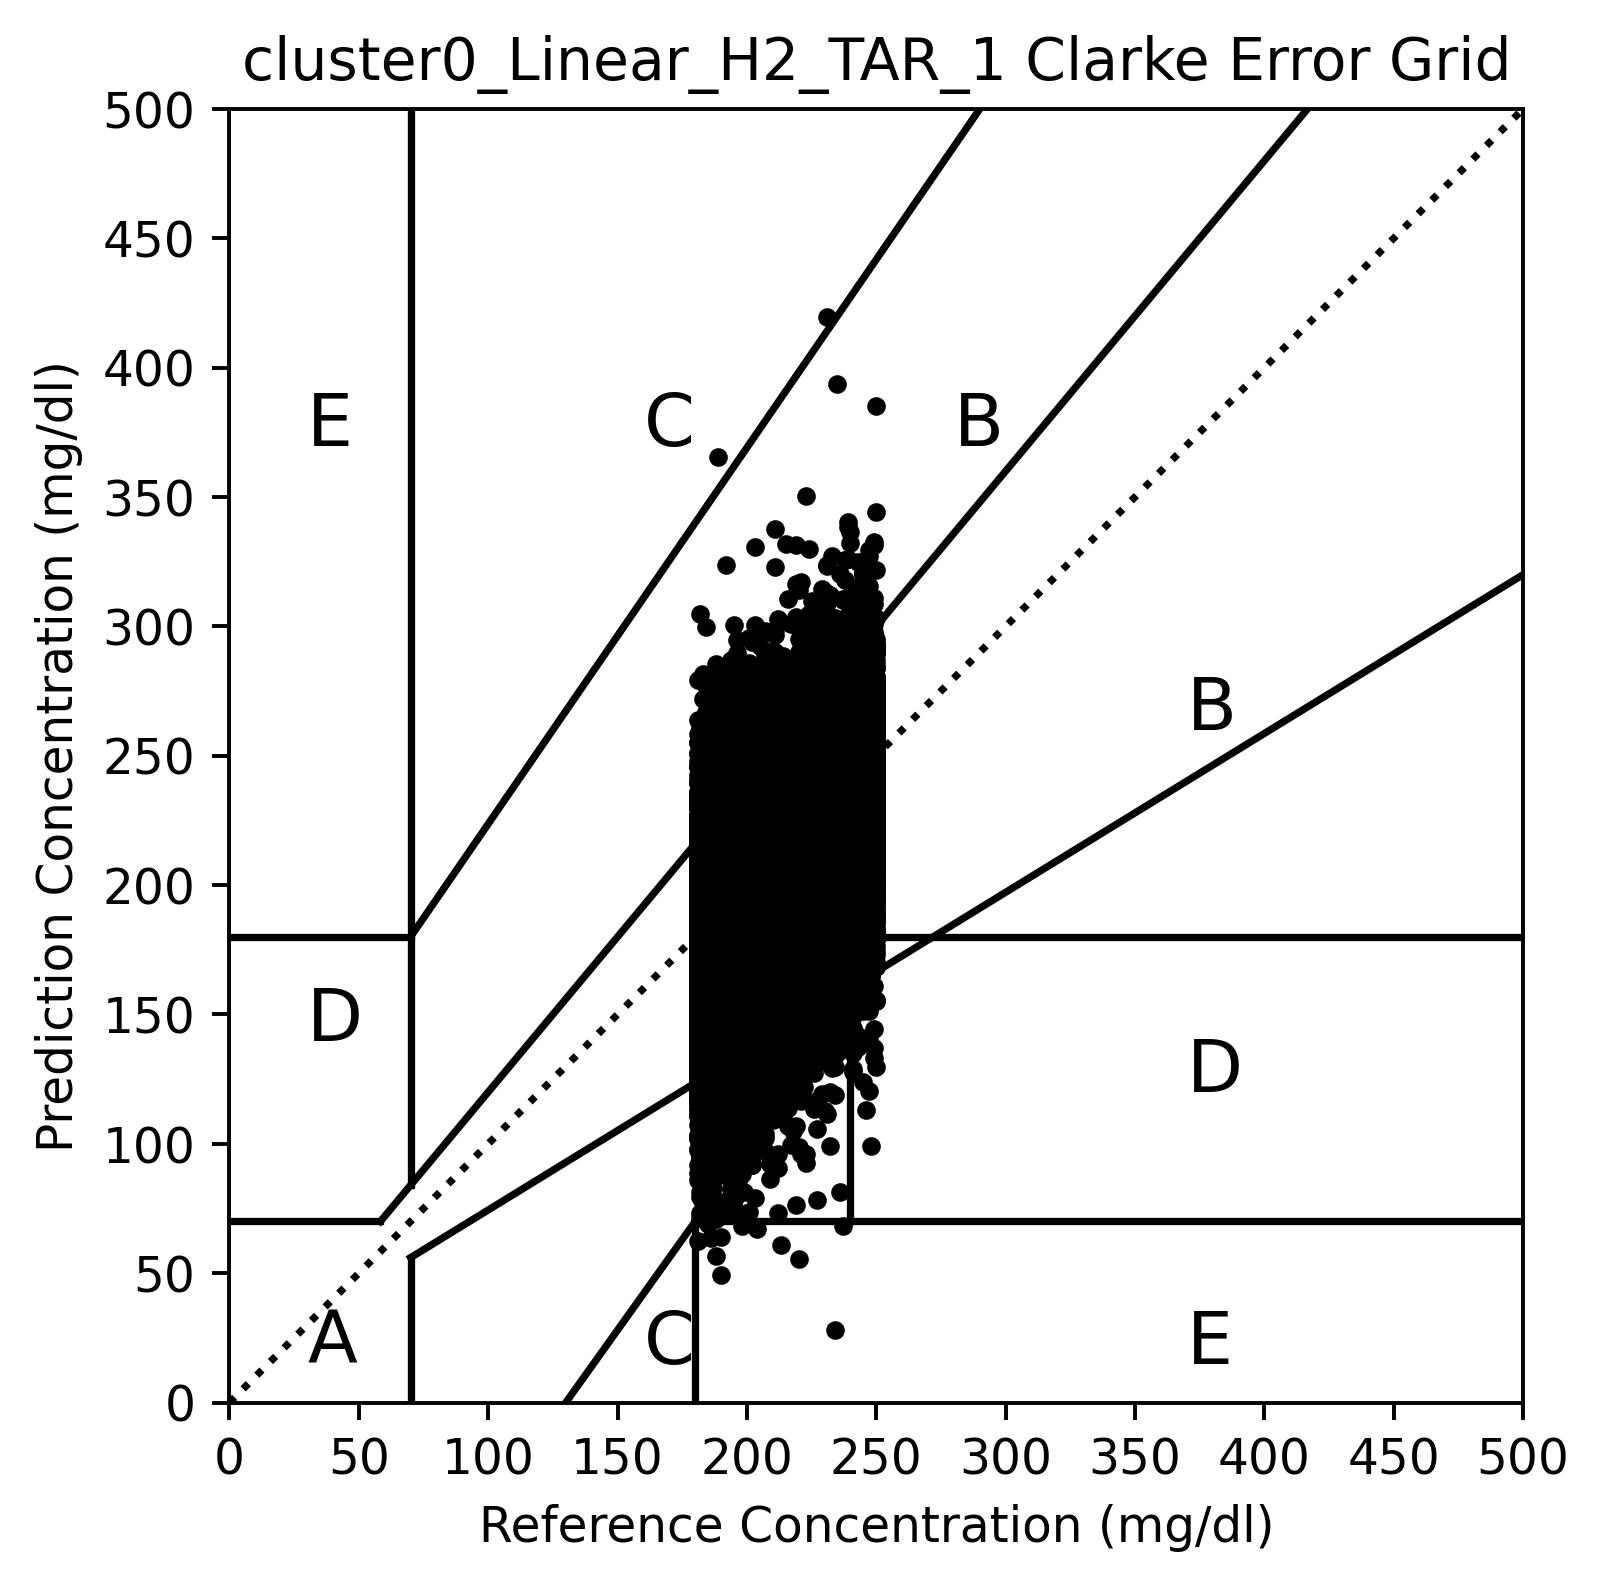 cluster0_Linear_H2_TAR_1 Clarke Error Grid
500
450
400
350
300
250
200
150
100
50
0
Prediction Concentration (mg/dl)
E
C
B
B
D
D
A
C
E
0 50 100 150 200 250 300 350 400 450 500
Reference Concentration (mg/dl)